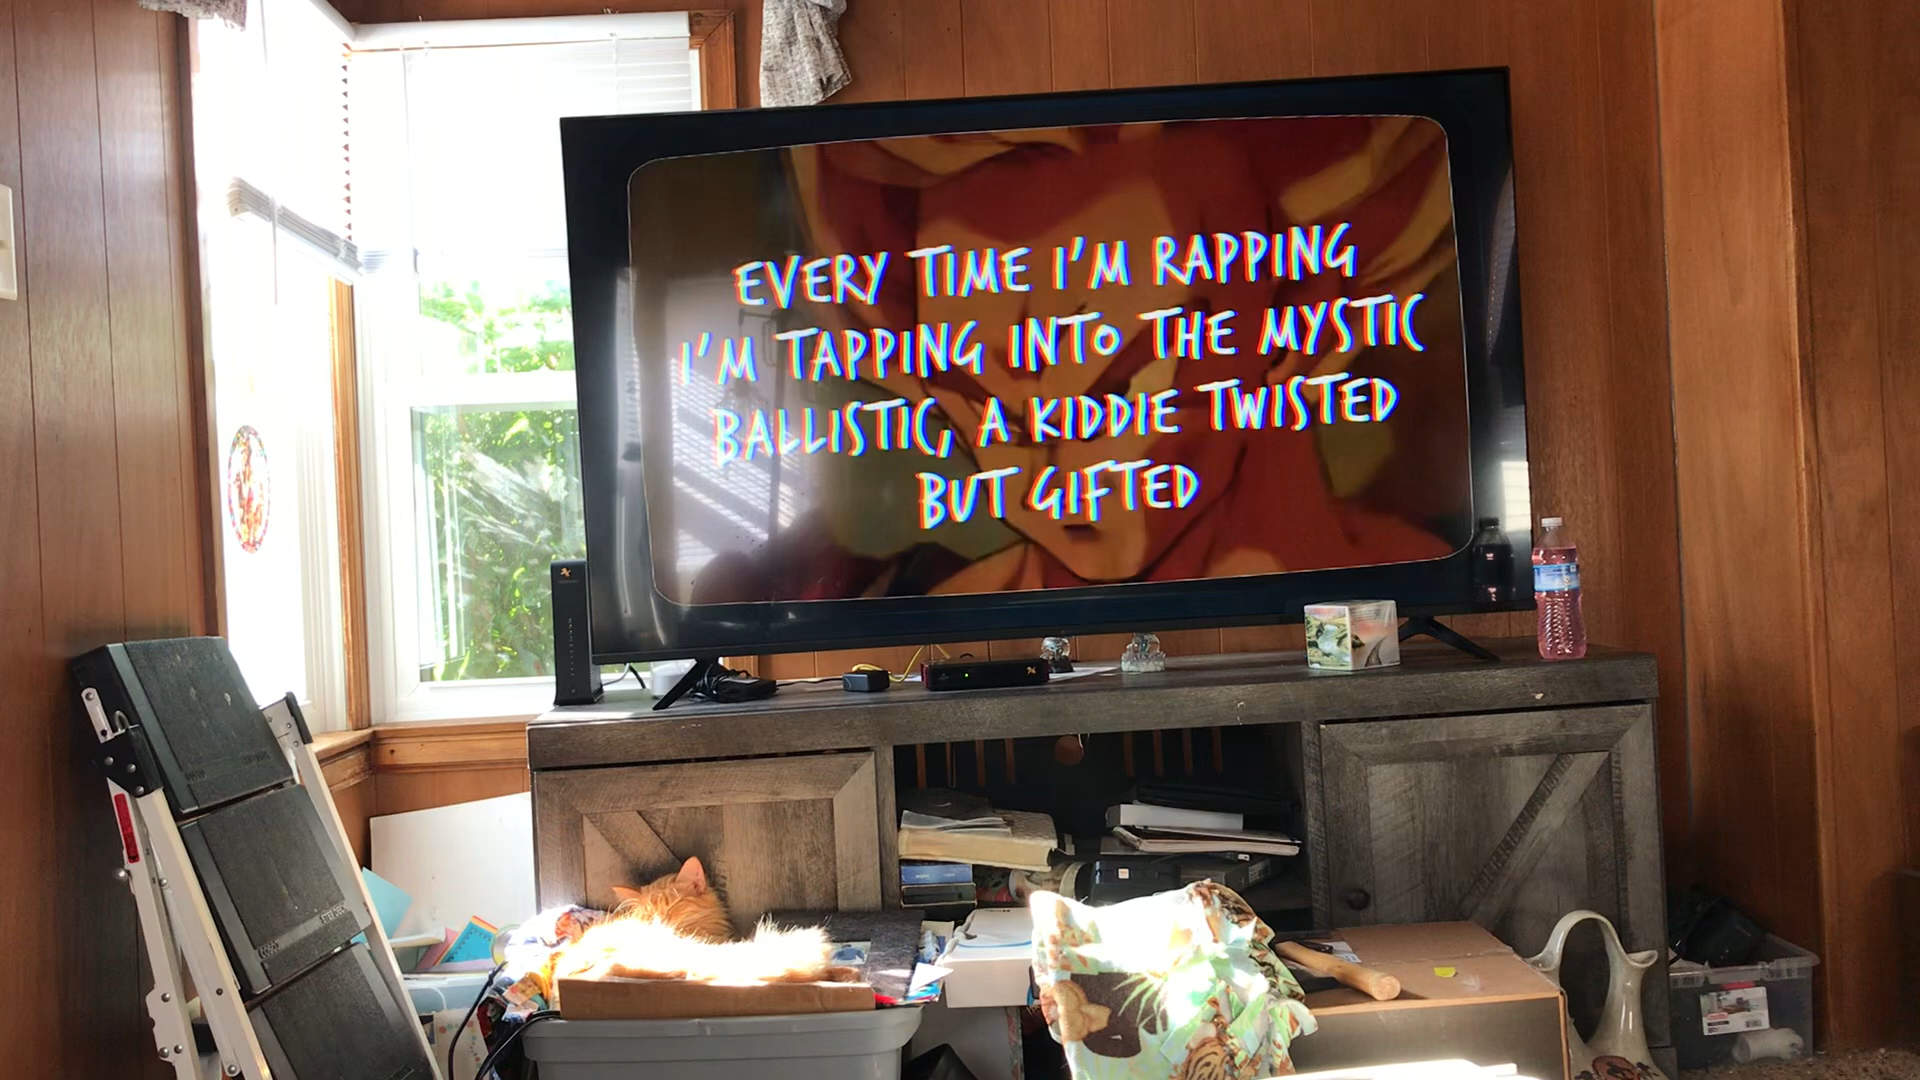 EVERY TIME I'M RAPPING
I'M TAPPING INTO THE MYSTIC
BALLISTIC, A KIDDIE TWISTED
BUT GIFTED